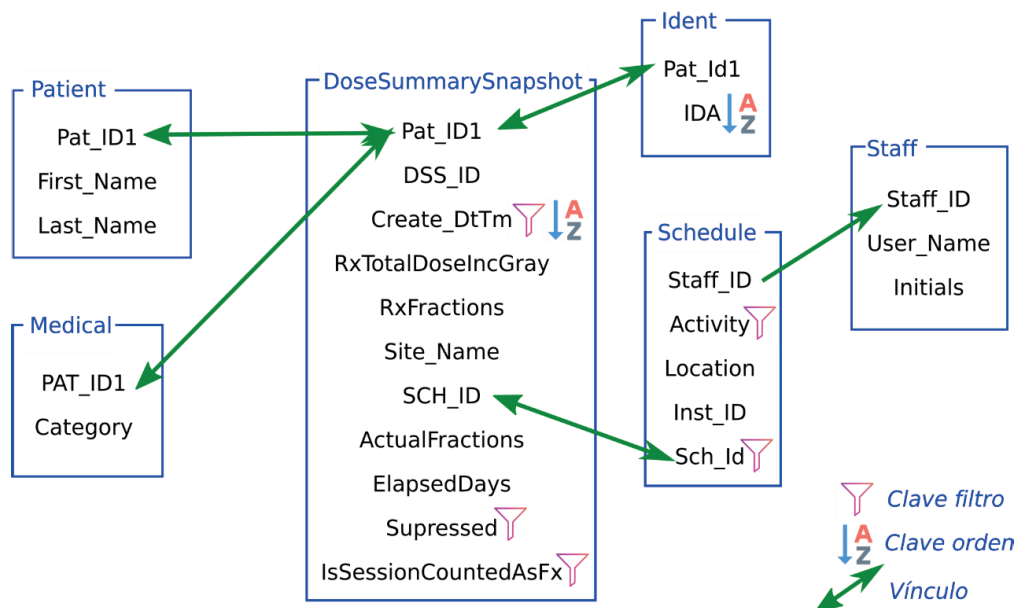 Patient
Pat_ID1
First_Name
Last_Name
Medical
PAT_ID1
Category
DoseSummarySnapshot
Pat_ID1
DSS_ID
Create_DtTm
A
Z
RxTotalDoseIncGray
RxFractions
Site_Name
SCH_ID
ActualFractions
ElapsedDays
Supressed
IsSessionCountedAsFx
Ident
Pat_Id1
IDA
A
Z
Schedule
Staff_ID
Activity
Location
Inst_ID
Sch_Id
Staff
Staff_ID
User_Name
Initials
Clave filtro
A
Z
Clave orden
Vínculo